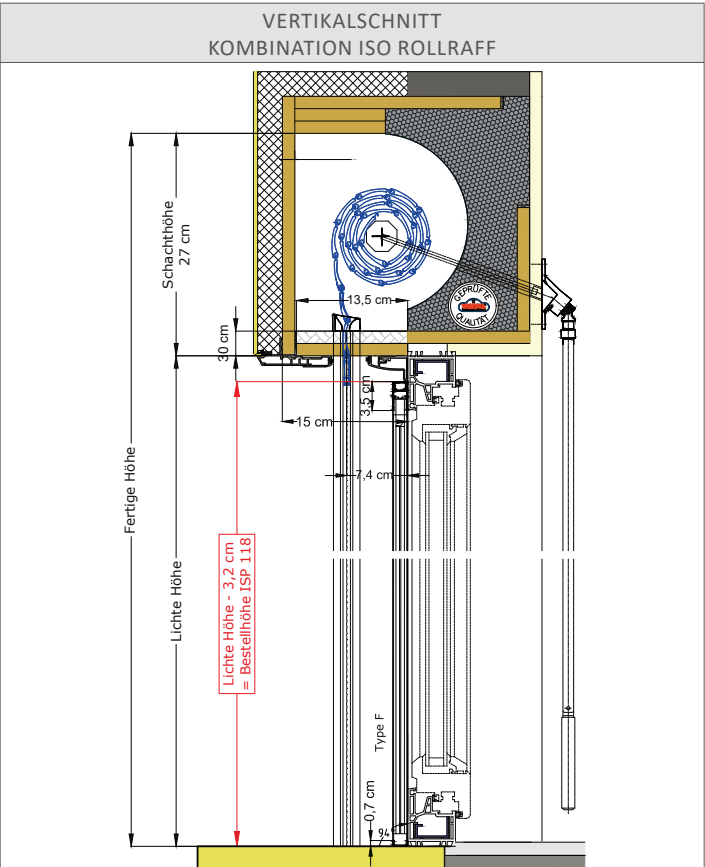 VERTIKALSCHNITT
KOMBINATION ISO ROLLRAFF
Schachthöhe
27 cm
13,5 cm
GEPRÜFTE
QUALITÄT
30 cm
3,5 cm
15 cm
7,4 cm
Fertige Höhe
Lichte Höhe
Lichte Höhe - 3,2 cm
= Bestellhöhe ISP 118
Type F
0,7 cm
94°